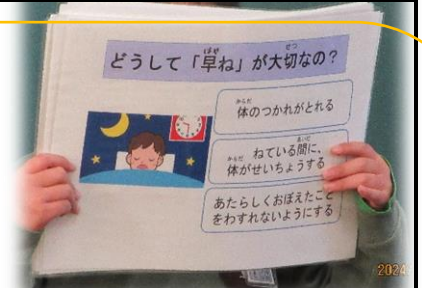 どうして「早ね」が大切なの?
体のつかれがとれる
ねている間に、
体がせいちょうする
あたらしくおぼえたこと
をわすれないようにする
2024